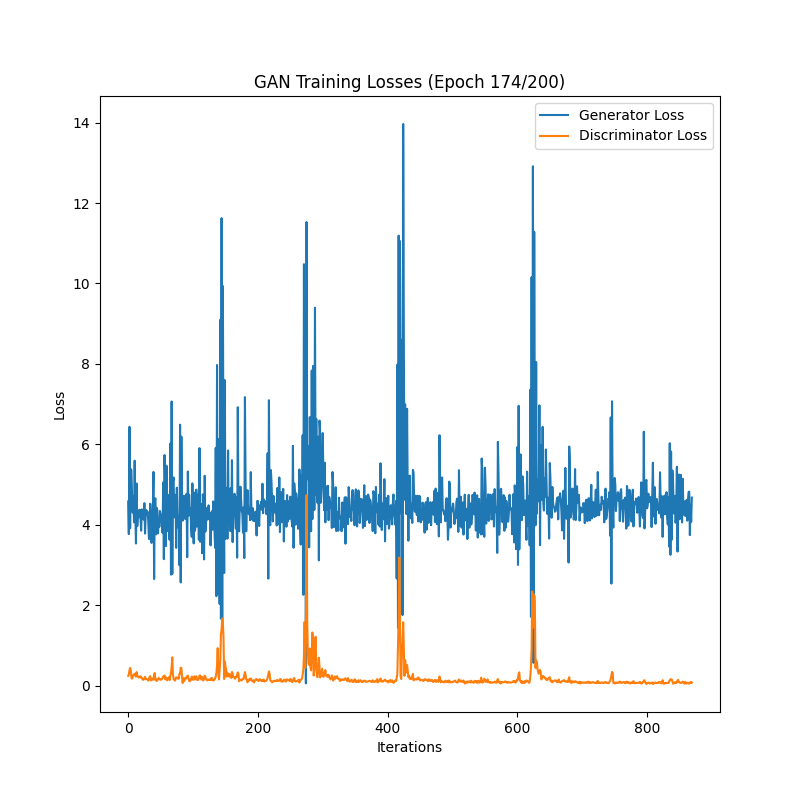 GAN Training Losses (Epoch 174/200)
Generator Loss
Discriminator Loss
14
12
10
8
6
4
2
0
Loss
0 200 400 600 800
Iterations